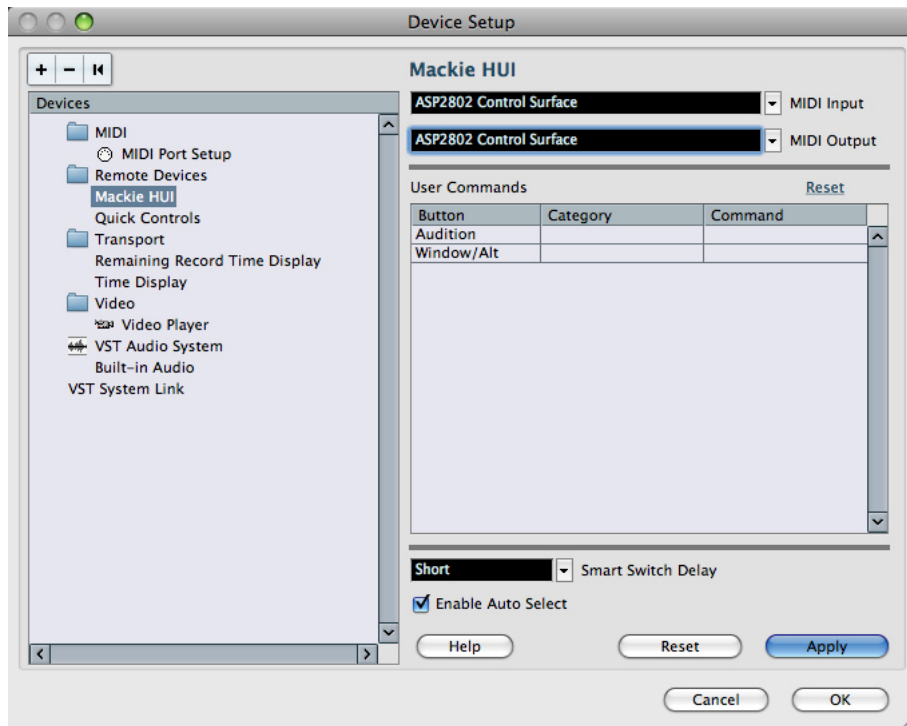 Device Setup
Mackie HUI
Devices
MIDI
MIDI Port Setup
Remote Devices
Mackie HUI
Quick Controls
Transport
Remaining Record Time Display
Time Display
Video
Video Player
VST Audio System
Built-in Audio
VST System Link
ASP2802 Control Surface MIDI Input
ASP2802 Control Surface MIDI Output
User Commands Reset
Button Category Command
Audition
Window/Alt
Short Smart Switch Delay
Enable Auto Select
Help Reset Apply
Cancel OK